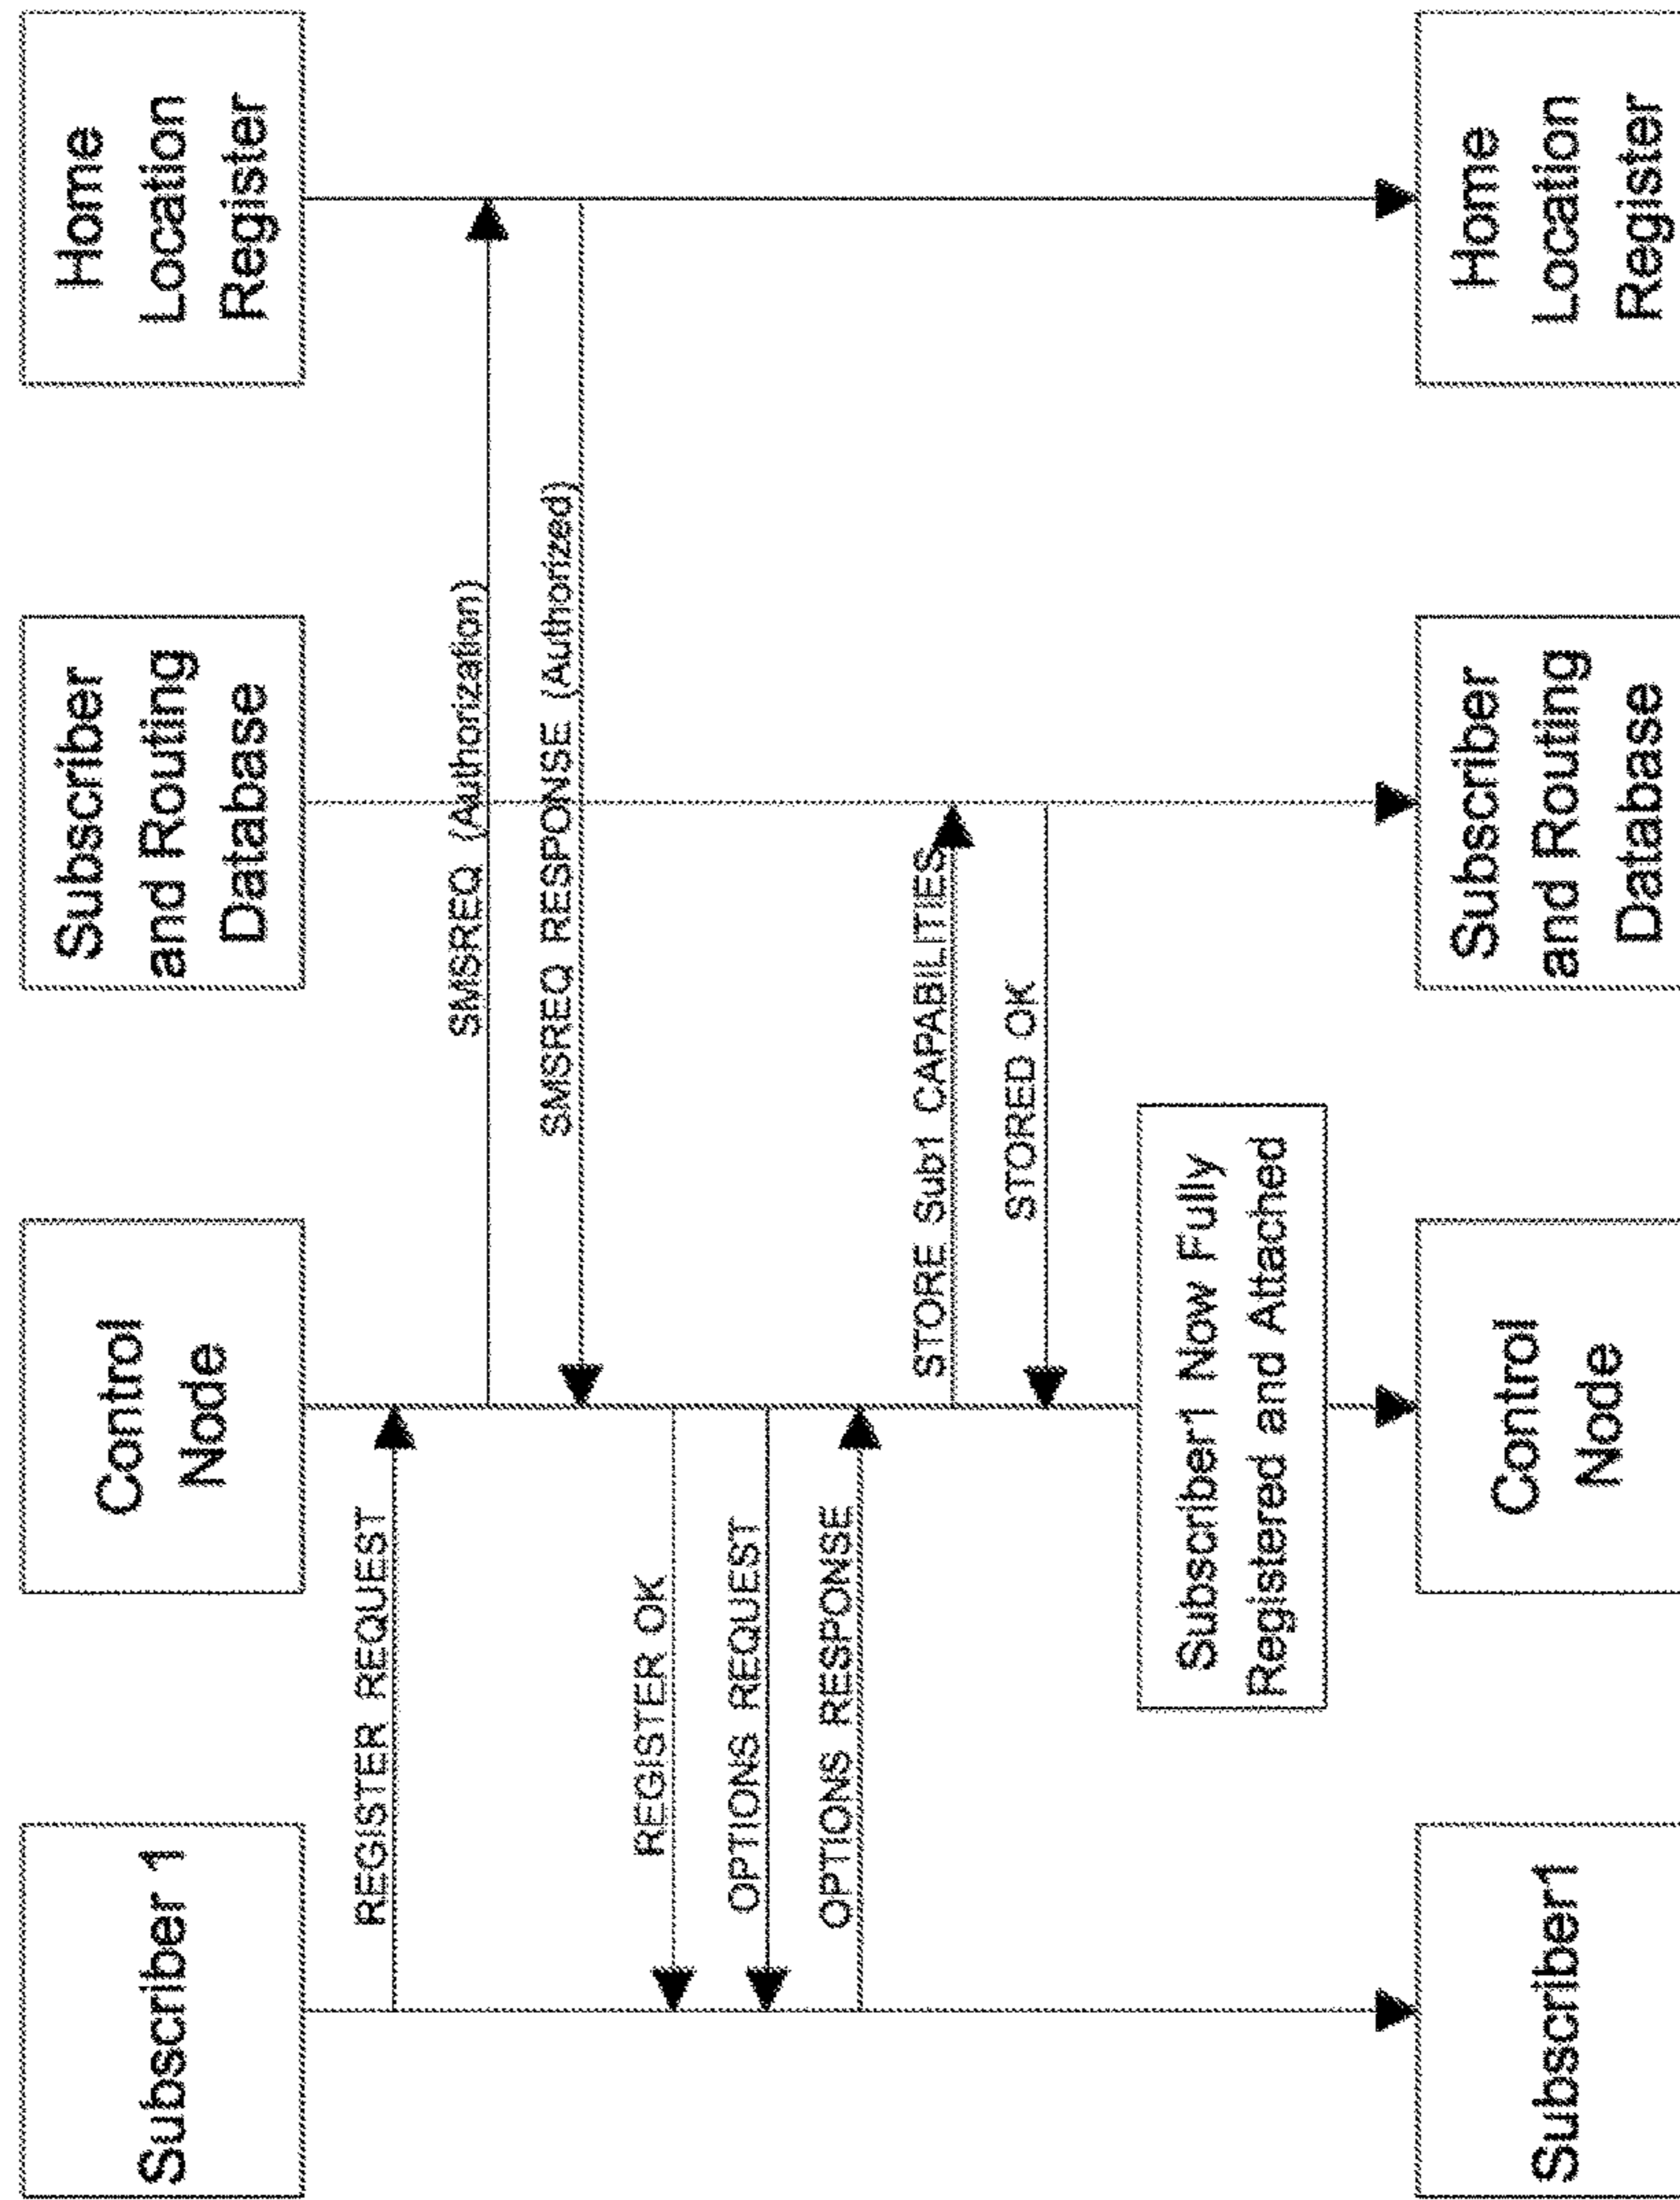 Subscriber 1
Control
Node
Subscriber
and Routing
Database
Home
Location
Register
REGISTER REQUEST
SMSREQ (Authorization)
SMSREQ RESPONSE (Authorized)
REGISTER OK
OPTIONS REQUEST
OPTIONS RESPONSE
STORE Sub1 CAPABILITIES
STORED OK
Subscriber1 Now Fully
Registered and Attached
Subscriber1
Control
Node
Subscriber
and Routing
Database
Home
Location
Register